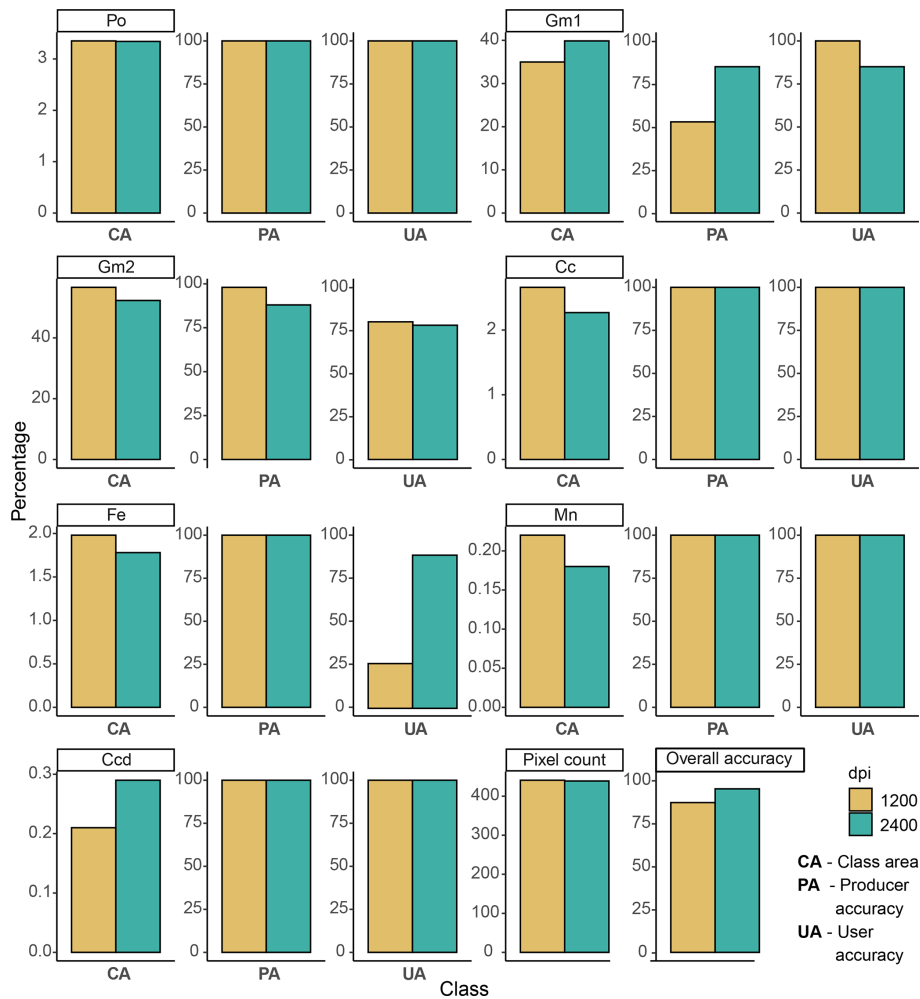 Po
Gm1
3
2
1
0
CA
100
75
50
25
0
PA
100
75
50
25
0
UA
40
30
20
10
0
CA
100
75
50
25
0
PA
100
75
50
25
0
UA
Gm2
Cc
40
20
0
CA
100
75
50
25
0
PA
100
75
50
25
0
UA
2
1
0
CA
100
75
50
25
0
PA
100
75
50
25
0
UA
Percentage
Fe
Mn
2.0
1.5
1.0
0.5
0.0
CA
100
75
50
25
0
PA
100
75
50
25
0
UA
0.20
0.15
0.10
0.05
0.00
CA
100
75
50
25
0
PA
100
75
50
25
0
UA
Ccd
Pixel count
Overall accuracy
0.3
0.2
0.1
0.0
CA
100
75
50
25
0
PA
100
75
50
25
0
UA
400
300
200
100
0
100
75
50
25
0
dpi
1200
2400
CA - Class area
PA - Producer
accuracy
UA - User
accuracy
Class